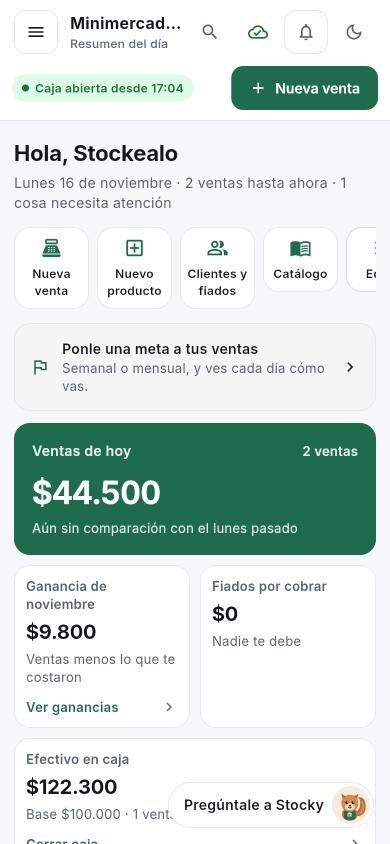 Minimercad...
Resumen del día
Caja abierta desde 17:04
Nueva venta
Hola, Stockealo
Lunes 16 de noviembre · 2 ventas hasta ahora · 1
cosa necesita atención
Nueva
venta
Nuevo
producto
Clientes y
fiados
Catálogo
Ponle una meta a tus ventas
Semanal o mensual, y ves cada día cómo
vas.
Ventas de hoy
2 ventas
$44.500
Aún sin comparación con el lunes pasado
Ganancia de
noviembre
$9.800
Ventas menos lo que te
costaron
Ver ganancias
Fiados por cobrar
$0
Nadie te debe
Efectivo en caja
$122.300
Base $100.000 · 1
Pregúntale a Stocky
Cerrar caja